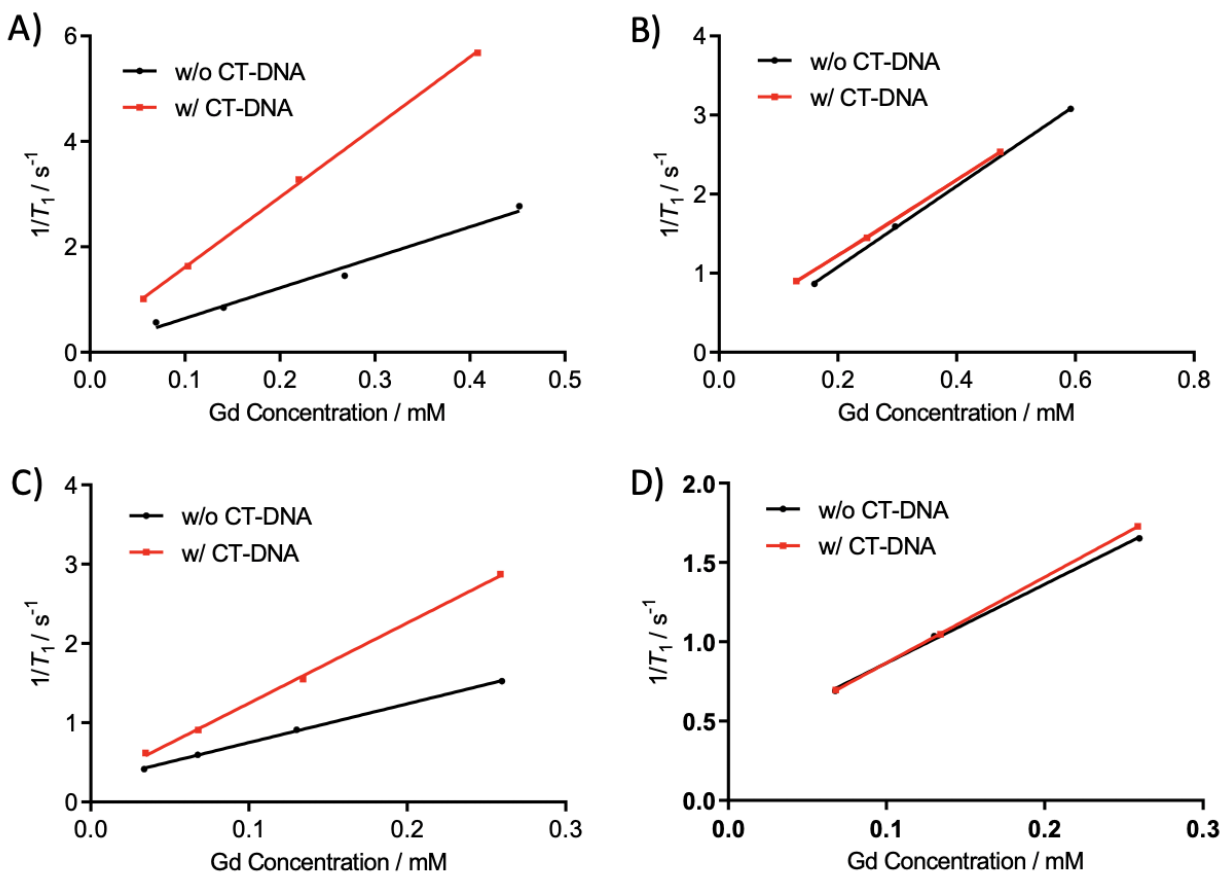 A)
6
4
2
0
w/o CT-DNA
w/ CT-DNA
1/T1 / s-1
0.0 0.1 0.2 0.3 0.4 0.5
Gd Concentration / mM
B)
4
3
2
1
0
w/o CT-DNA
w/ CT-DNA
1/T1 / s-1
0.0 0.2 0.4 0.6 0.8
Gd Concentration / mM
C)
4
3
2
1
0
w/o CT-DNA
w/ CT-DNA
1/T1 / s-1
0.0 0.1 0.2 0.3
Gd Concentration / mM
D)
2.0
1.5
1.0
0.5
0.0
w/o CT-DNA
w/ CT-DNA
1/T1 / s-1
0.0 0.1 0.2 0.3
Gd Concentration / mM